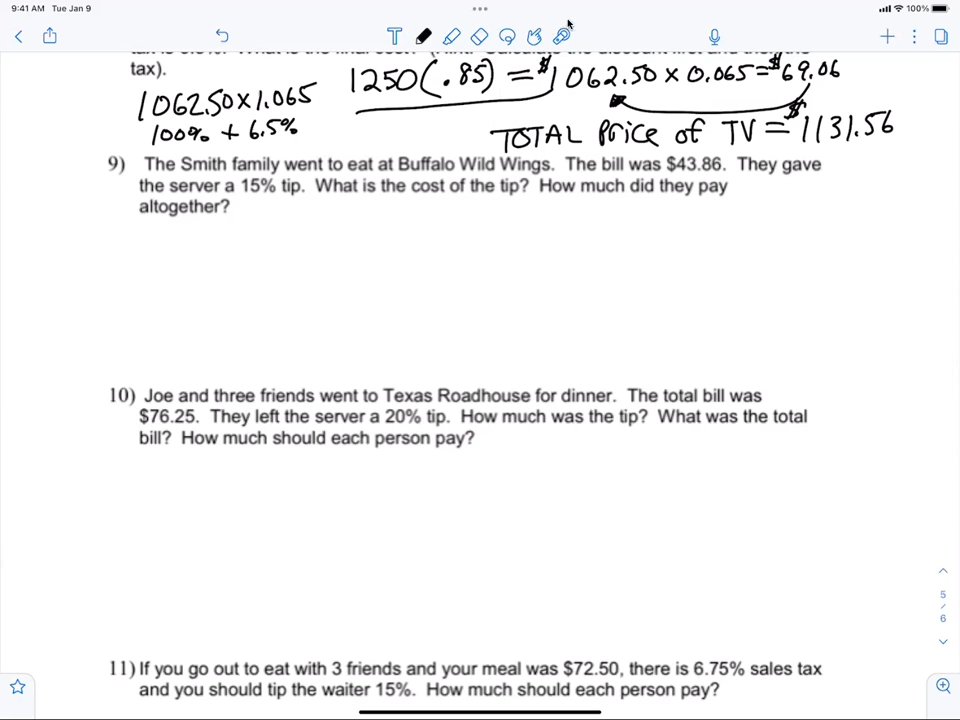 9:41 AM Tue Jan 9
100%
tax).
1250(.85) = $1062.50 x 0.065 = $69.06
1062.50 x 1.065
100% + 6.5%
TOTAL Price of TV = $1131.56
9) The Smith family went to eat at Buffalo Wild Wings. The bill was $43.86. They gave
the server a 15% tip. What is the cost of the tip? How much did they pay
altogether?
10) Joe and three friends went to Texas Roadhouse for dinner. The total bill was
$76.25. They left the server a 20% tip. How much was the tip? What was the total
bill? How much should each person pay?
5
/
6
11) If you go out to eat with 3 friends and your meal was $72.50, there is 6.75% sales tax
and you should tip the waiter 15%. How much should each person pay?